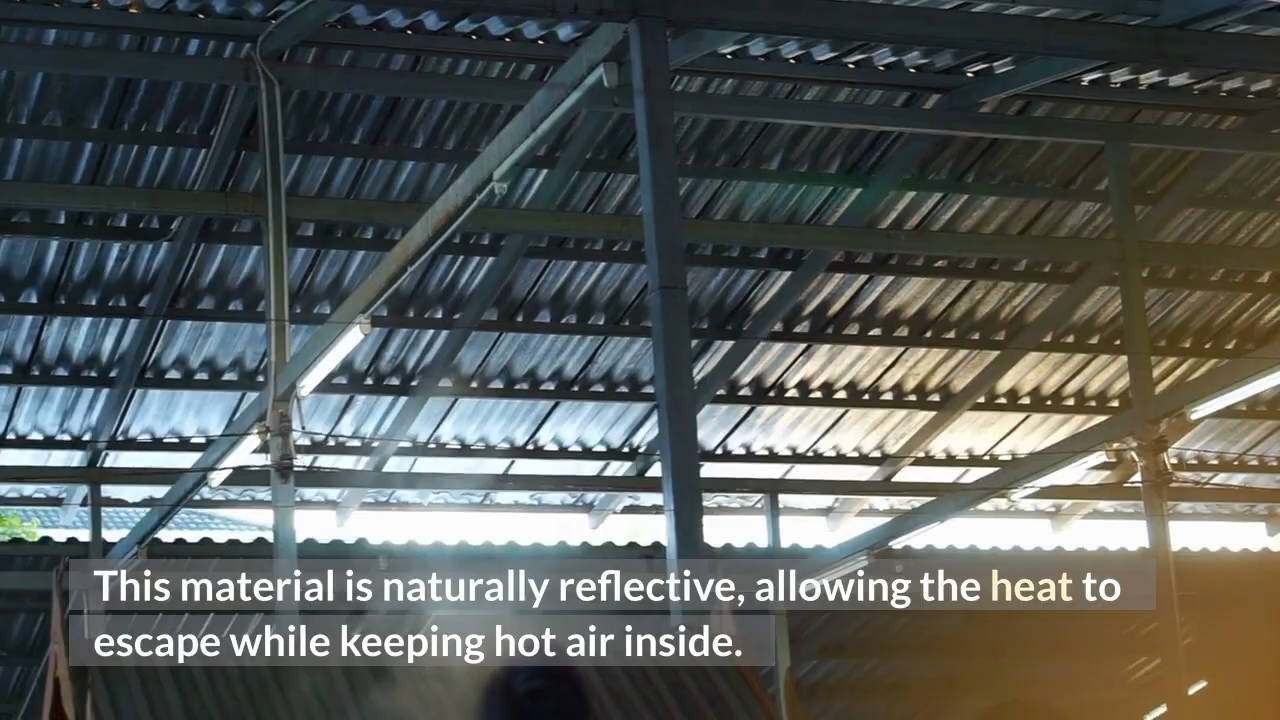 This material is naturally reflective, allowing the heat to
escape while keeping hot air inside.